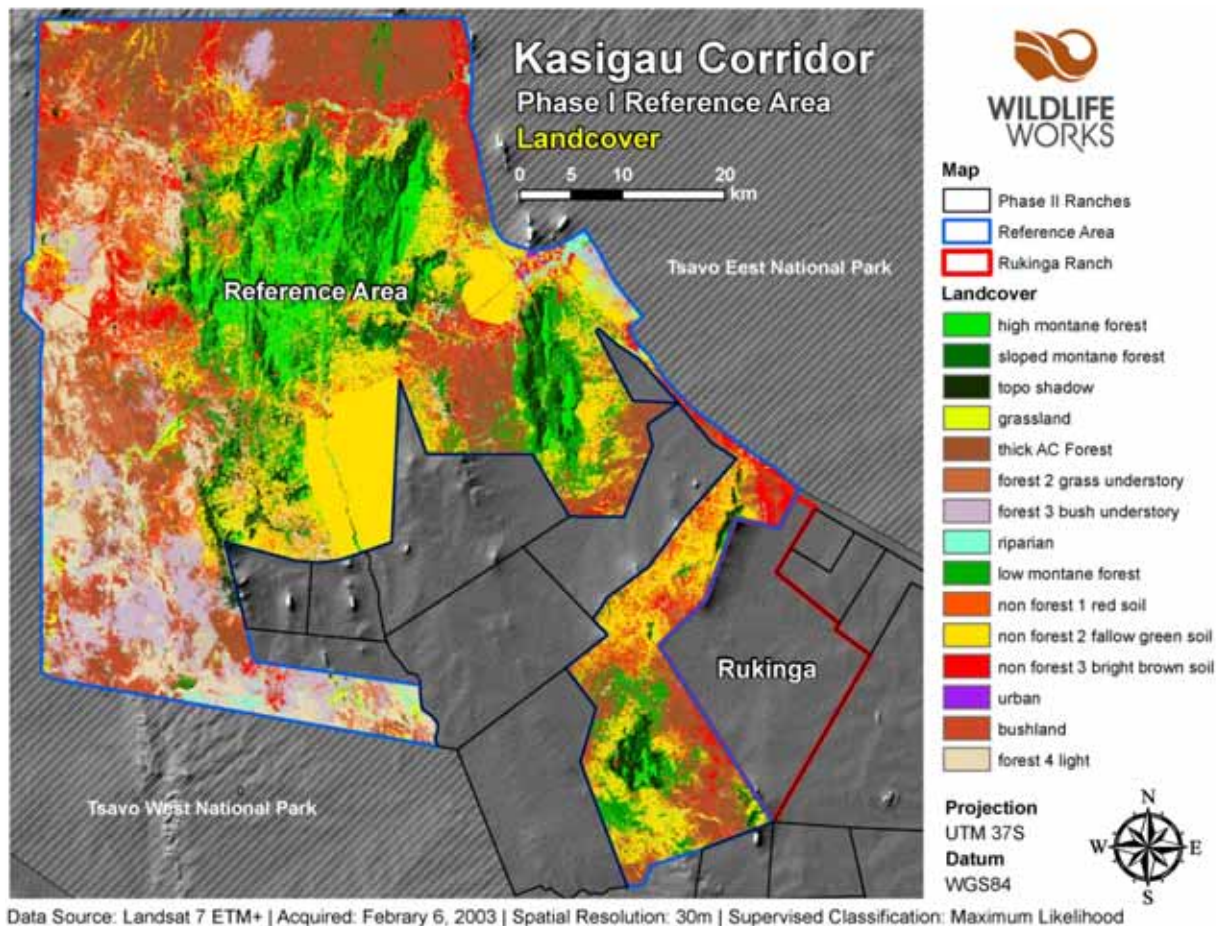 Kasigau Corridor
Phase I Reference Area
Landcover
0 5 10 20
km
Tsavo Eest National Park
Reference Area
Rukinga
Tsavo West National Park
WILDLIFE
WORKS
Map
Phase II Ranches
Reference Area
Rukinga Ranch
Landcover
high montane forest
sloped montane forest
topo shadow
grassland
thick AC Forest
forest 2 grass understory
forest 3 bush understory
riparian
low montane forest
non forest 1 red soil
non forest 2 fallow green soil
non forest 3 bright brown soil
urban
bushland
forest 4 light
Projection
UTM 37S
Datum
WGS84
N
W E
S
Data Source: Landsat 7 ETM+ | Acquired: Febrary 6, 2003 | Spatial Resolution: 30m | Supervised Classification: Maximum Likelihood